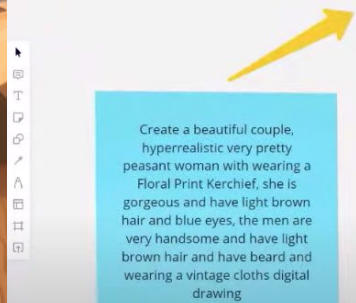 Create a beautiful couple,
hyperrealistic very pretty
peasant woman with wearing a
Floral Print Kerchief, she is
gorgeous and have light brown
hair and blue eyes, the men are
very handsome and have light
brown hair and have beard and
wearing a vintage cloths digital
drawing